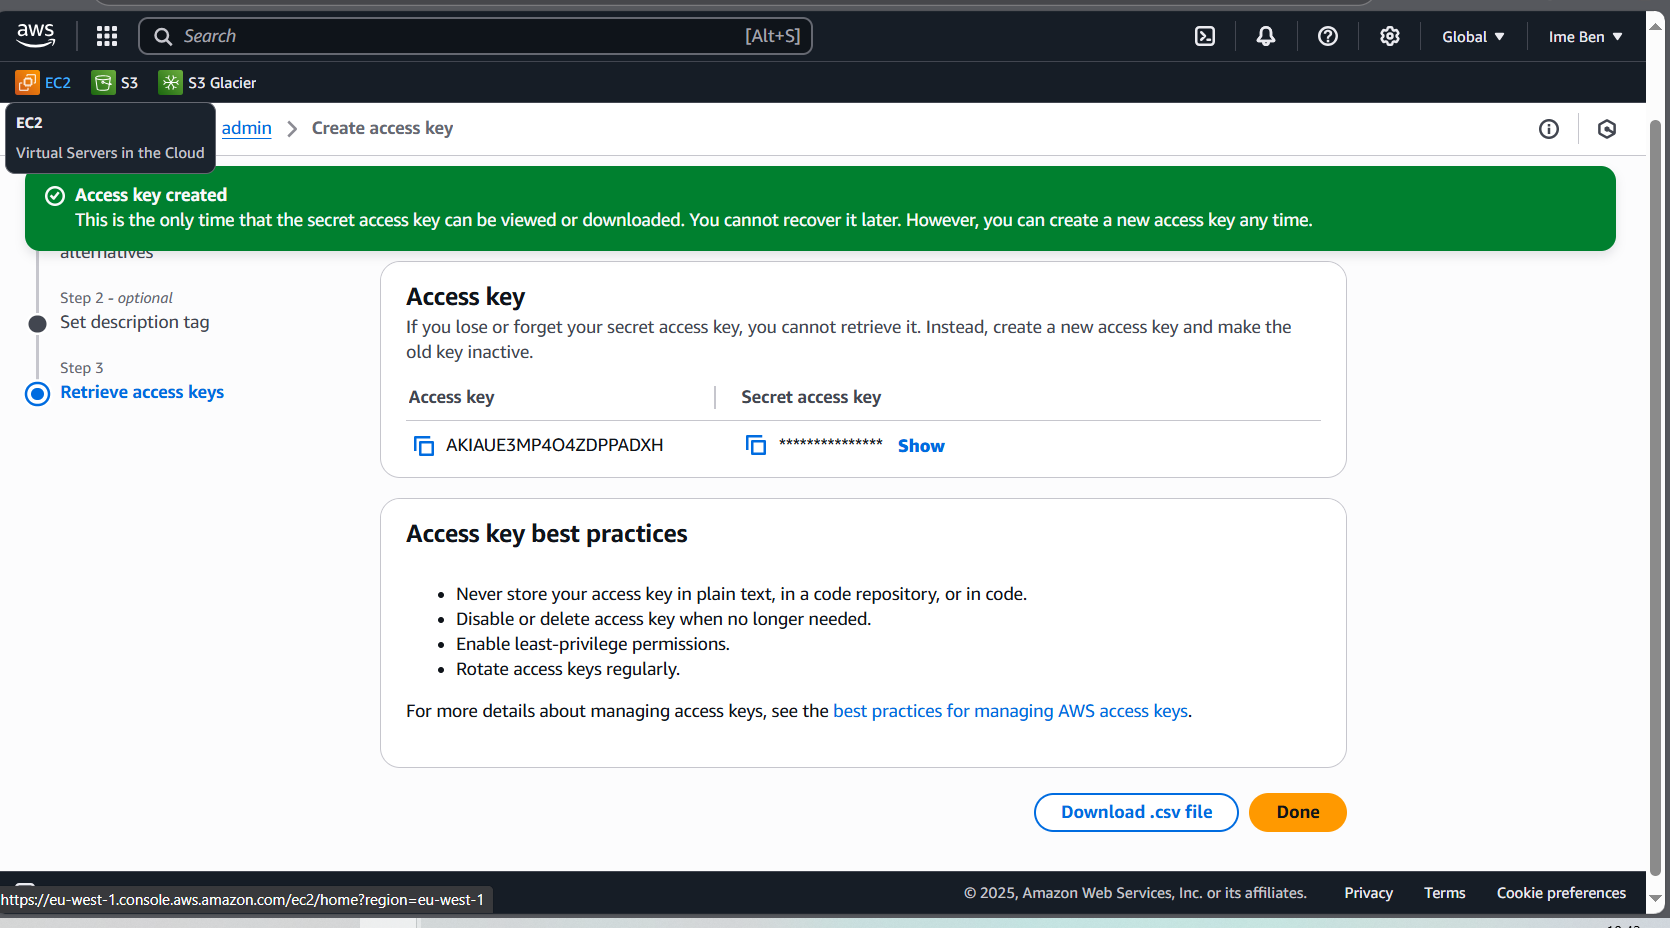 aws
Search [Alt+S]
Global ▼ Ime Ben ▼
EC2 S3 S3 Glacier
EC2
Virtual Servers in the Cloud
admin > Create access key
Access key created
This is the only time that the secret access key can be viewed or downloaded. You cannot recover it later. However, you can create a new access key any time.
alternatives
Step 2 - optional
Set description tag
Step 3
Retrieve access keys
Access key
If you lose or forget your secret access key, you cannot retrieve it. Instead, create a new access key and make the
old key inactive.
Access key Secret access key
AKIAUE3MP4O4ZDPPADXH *************** Show
Access key best practices
• Never store your access key in plain text, in a code repository, or in code.
• Disable or delete access key when no longer needed.
• Enable least-privilege permissions.
• Rotate access keys regularly.
For more details about managing access keys, see the best practices for managing AWS access keys.
Download .csv file Done
© 2025, Amazon Web Services, Inc. or its affiliates. Privacy Terms Cookie preferences
https://eu-west-1.console.aws.amazon.com/ec2/home?region=eu-west-1